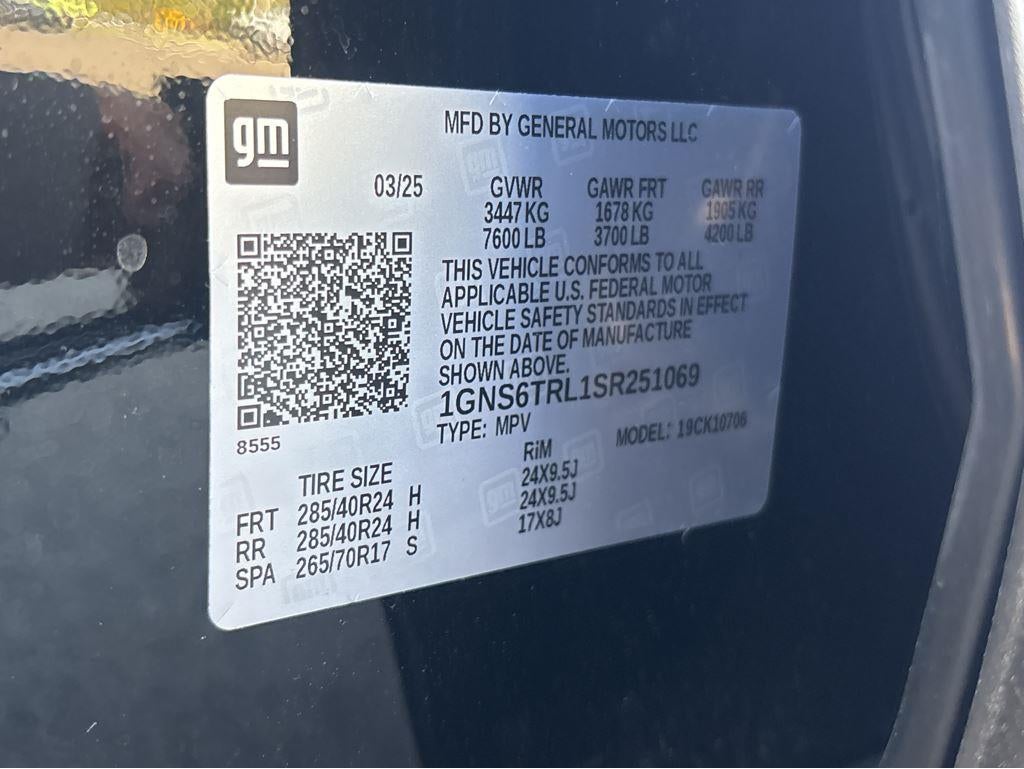 gm
MFD BY GENERAL MOTORS LLC
03/25 GVWR GAWR FRT GAWR RR
3447 KG 1678 KG 1905 KG
7600 LB 3700 LB 4200 LB
THIS VEHICLE CONFORMS TO ALL
APPLICABLE U.S. FEDERAL MOTOR
VEHICLE SAFETY STANDARDS IN EFFECT
ON THE DATE OF MANUFACTURE
SHOWN ABOVE.
1GNS6TRL1SR251069
8555
TYPE: MPV MODEL: 19CK10706
TIRE SIZE RiM
FRT 285/40R24 H 24X9.5J
RR 285/40R24 H 24X9.5J
SPA 265/70R17 S 17X8J